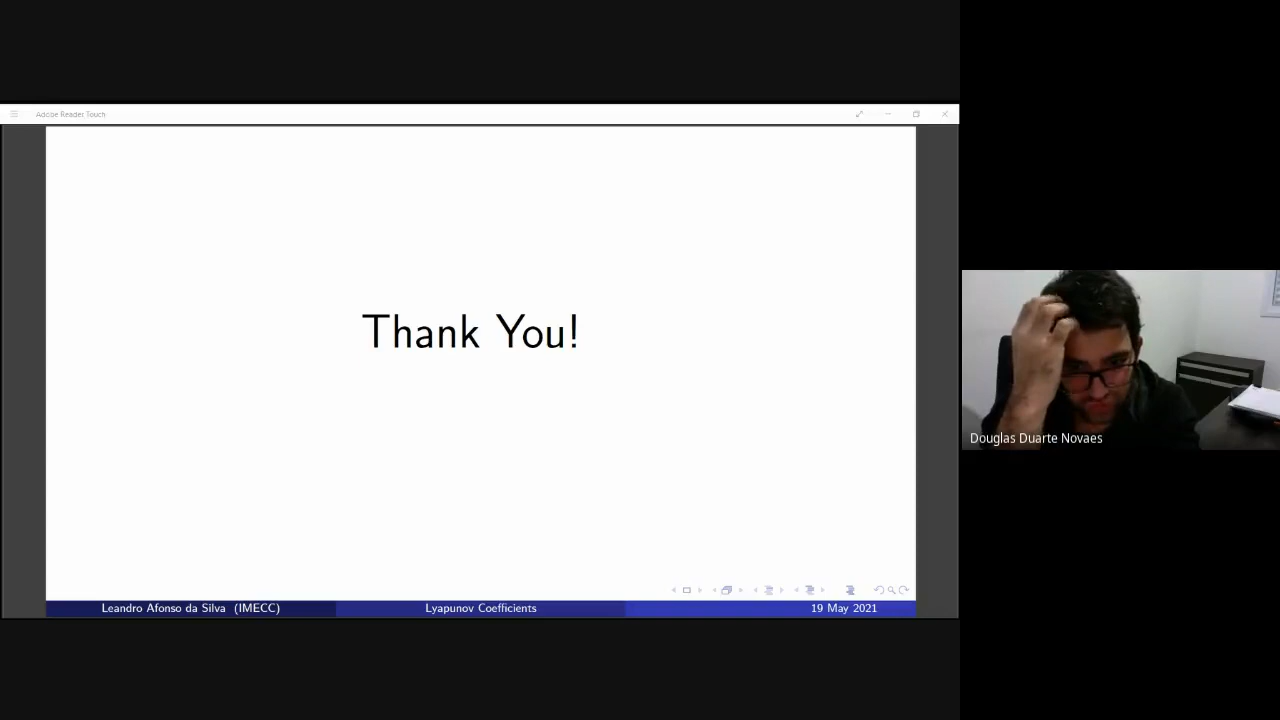 Adobe Reader Touch
Thank You!
Douglas Duarte Novaes
Leandro Afonso da Silva (IMECC)
Lyapunov Coefficients
19 May 2021